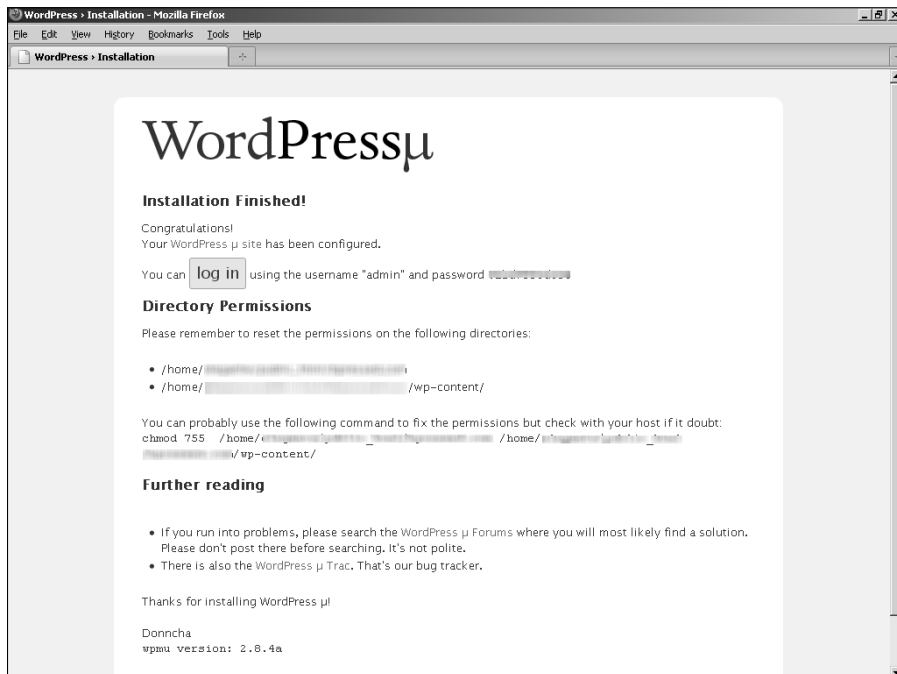 WordPress › Installation - Mozilla Firefox
File Edit View History Bookmarks Tools Help
WordPress › Installation
WordPressμ
Installation Finished!
Congratulations!
Your WordPress μ site has been configured.
You can log in using the username "admin" and password
Directory Permissions
Please remember to reset the permissions on the following directories:
• /home/
• /home/ /wp-content/
You can probably use the following command to fix the permissions but check with your host if it doubt:
chmod 755 /home/ /home/
/wp-content/
Further reading
• If you run into problems, please search the WordPress μ Forums where you will most likely find a solution.
Please don't post there before searching. It's not polite.
• There is also the WordPress μ Trac. That's our bug tracker.
Thanks for installing WordPress μ!
Donncha
wpmu version: 2.8.4a